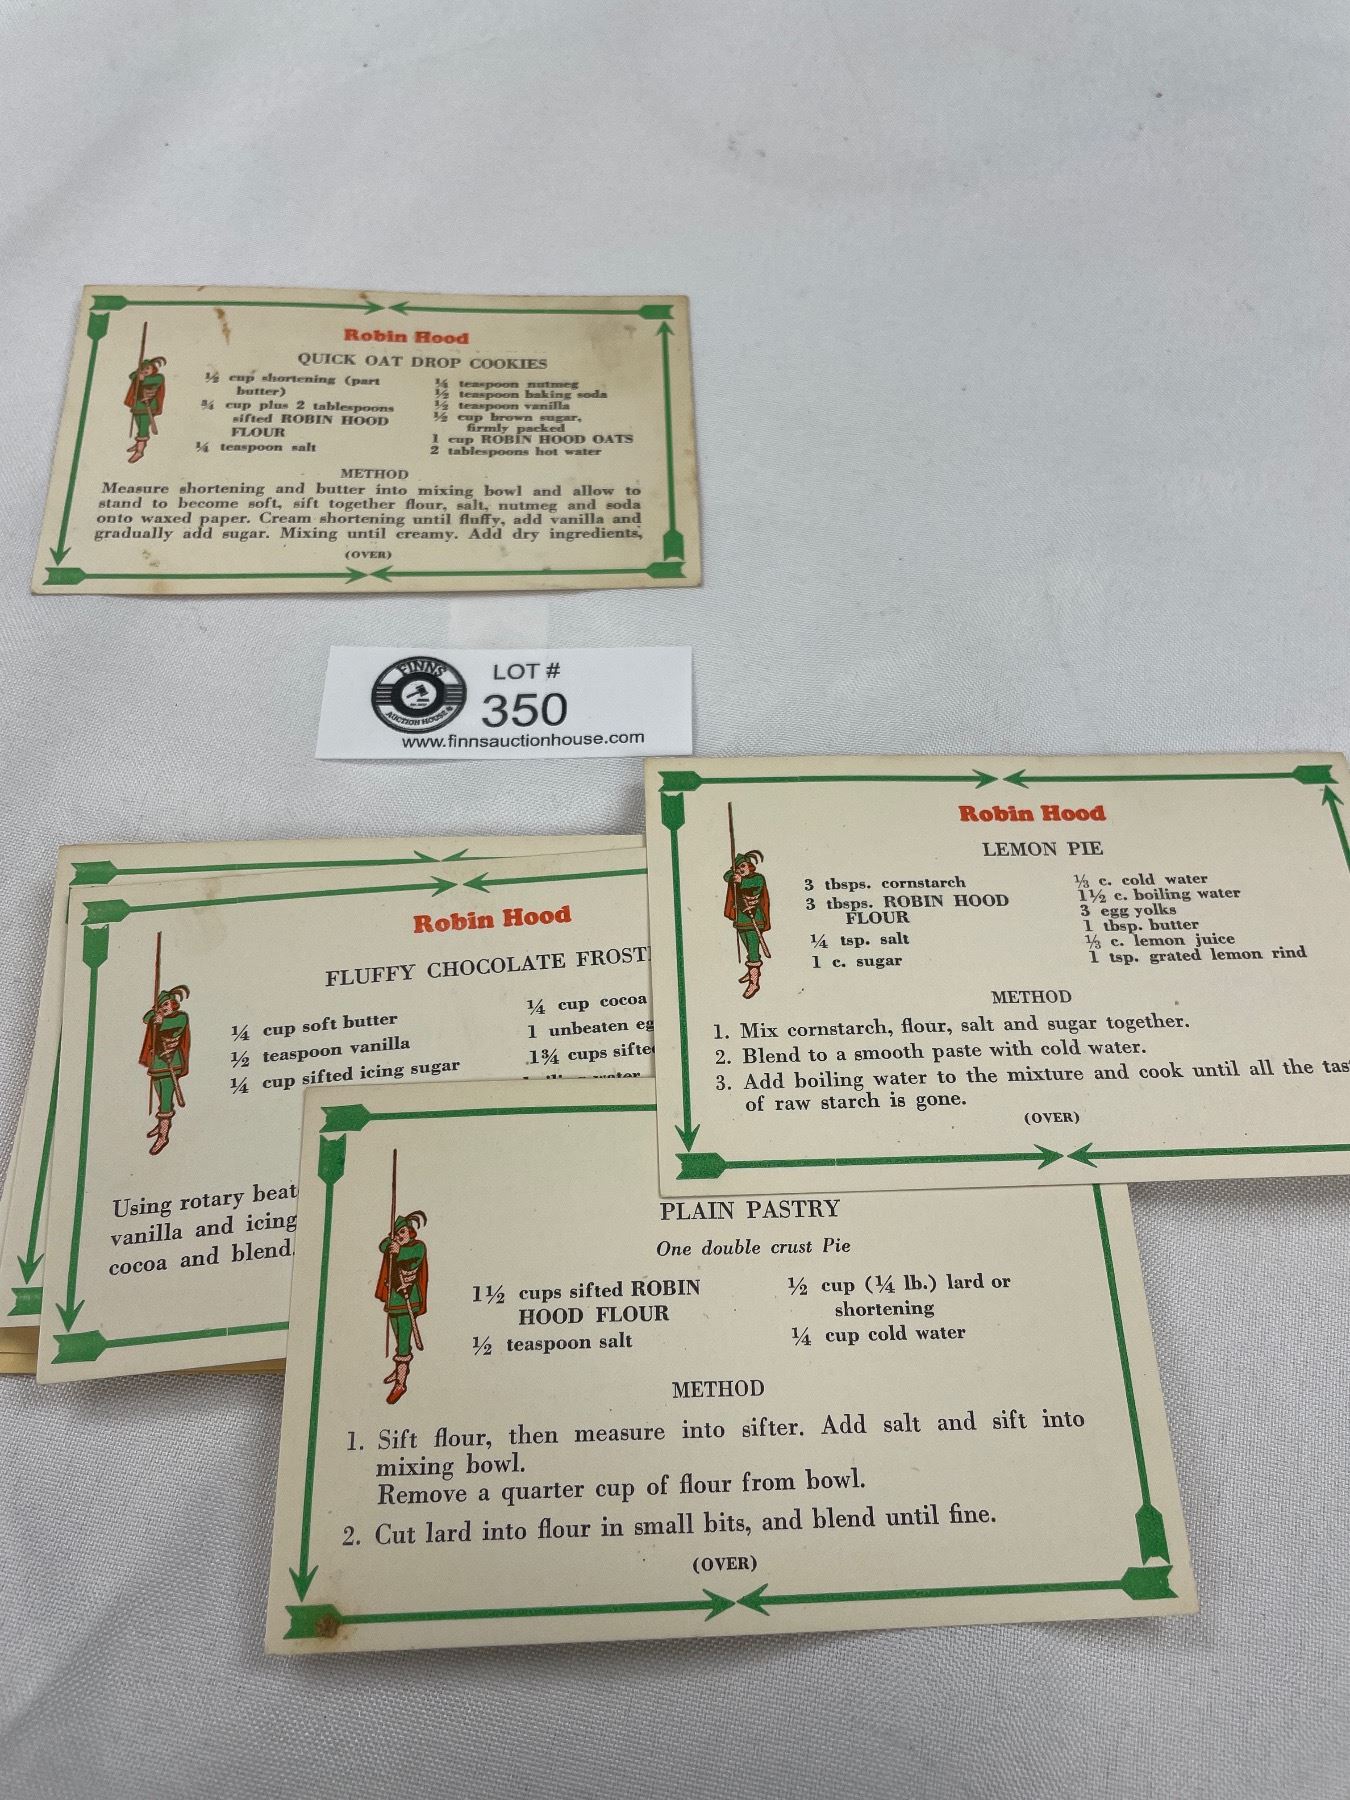 Robin Hood
QUICK OAT DROP COOKIES
½ cup shortening (part
butter)
¾ cup plus 2 tablespoons
sifted ROBIN HOOD
FLOUR
¼ teaspoon salt
¼ teaspoon nutmeg
½ teaspoon baking soda
½ teaspoon vanilla
½ cup brown sugar,
firmly packed
1 cup ROBIN HOOD OATS
2 tablespoons hot water
METHOD
Measure shortening and butter into mixing bowl and allow to
stand to become soft, sift together flour, salt, nutmeg and soda
onto waxed paper. Cream shortening until fluffy, add vanilla and
gradually add sugar. Mixing until creamy. Add dry ingredients,
(OVER)
FINNS
AUCTION HOUSE
LOT #
350
www.finnsauctionhouse.com
Robin Hood
LEMON PIE
3 tbsps. cornstarch
3 tbsps. ROBIN HOOD
FLOUR
¼ tsp. salt
1 c. sugar
⅓ c. cold water
1½ c. boiling water
3 egg yolks
1 tbsp. butter
⅓ c. lemon juice
1 tsp. grated lemon rind
METHOD
1. Mix cornstarch, flour, salt and sugar together.
2. Blend to a smooth paste with cold water.
3. Add boiling water to the mixture and cook until all the tas
of raw starch is gone.
(OVER)
Robin Hood
FLUFFY CHOCOLATE FROSTI
¼ cup soft butter
½ teaspoon vanilla
¼ cup sifted icing sugar
¼ cup cocoa
1 unbeaten eg
1¾ cups sifte
Using rotary beat
vanilla and icing
cocoa and blend.
PLAIN PASTRY
One double crust Pie
1½ cups sifted ROBIN
HOOD FLOUR
½ teaspoon salt
½ cup (¼ lb.) lard or
shortening
¼ cup cold water
METHOD
1. Sift flour, then measure into sifter. Add salt and sift into
mixing bowl.
Remove a quarter cup of flour from bowl.
2. Cut lard into flour in small bits, and blend until fine.
(OVER)